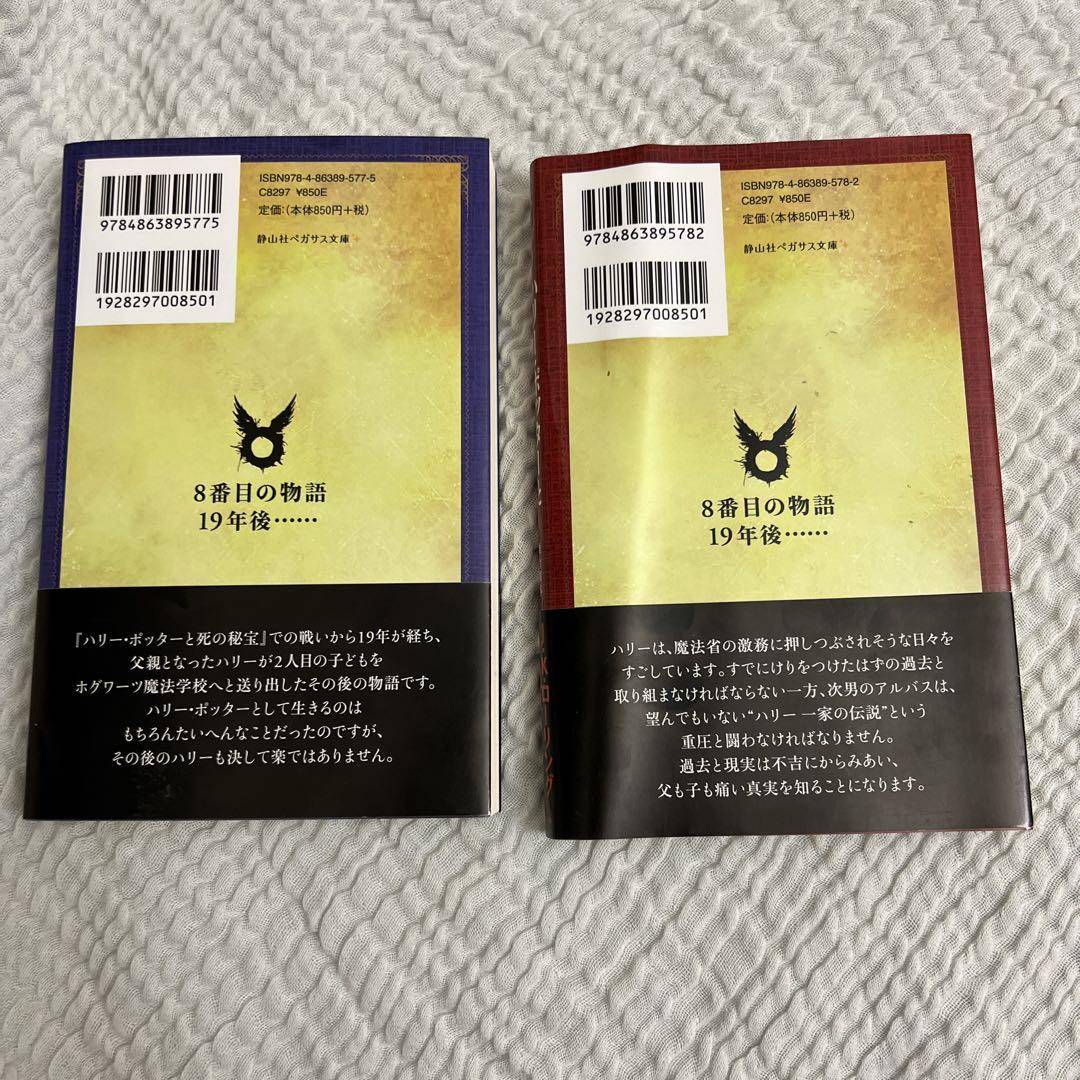 9784863895775
1928297008501
ISBN978-4-86389-577-5
C8297 ¥850E
定価:(本体850円+税)
静山社ペガサス文庫
8番目の物語
19年後……
『ハリー・ポッターと死の秘宝』での戦いから19年が経ち、
父親となったハリーが2人目の子どもを
ホグワーツ魔法学校へと送り出したその後の物語です。
ハリー・ポッターとして生きるのは
もちろんたいへんなことだったのですが、
その後のハリーも決して楽ではありません。
9784863895782
1928297008501
ISBN978-4-86389-578-2
C8297 ¥850E
定価:(本体850円+税)
静山社ペガサス文庫
8番目の物語
19年後……
ハリーは、魔法省の激務に押しつぶされそうな日々を
すごしています。すでにけりをつけたはずの過去と
取り組まなければならない一方、次男のアルバスは、
望んでもいない“ハリー 一家の伝説”という
重圧と闘わなければなりません。
過去と現実は不吉にからみあい、
父も子も痛い真実を知ることになります。
J.K.ローリング